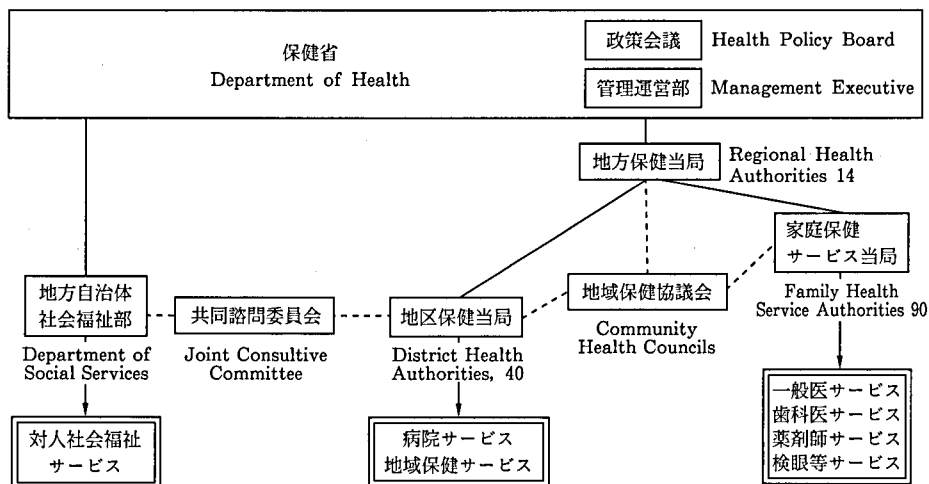 保健省
Department of Health
政策会議
Health Policy Board
管理運営部
Management Executive
地方保健当局
Regional Health
Authorities 14
家庭保健
サービス当局
Family Health
Service Authorities 90
地方自治体
社会福祉部
Department of
Social Services
共同諮問委員会
Joint Consultive
Committee
地区保健当局
District Health
Authorities, 40
地域保健協議会
Community
Health Councils
対人社会福祉
サービス
病院サービス
地域保健サービス
一般医サービス
歯科医サービス
薬剤師サービス
検眼等サービス